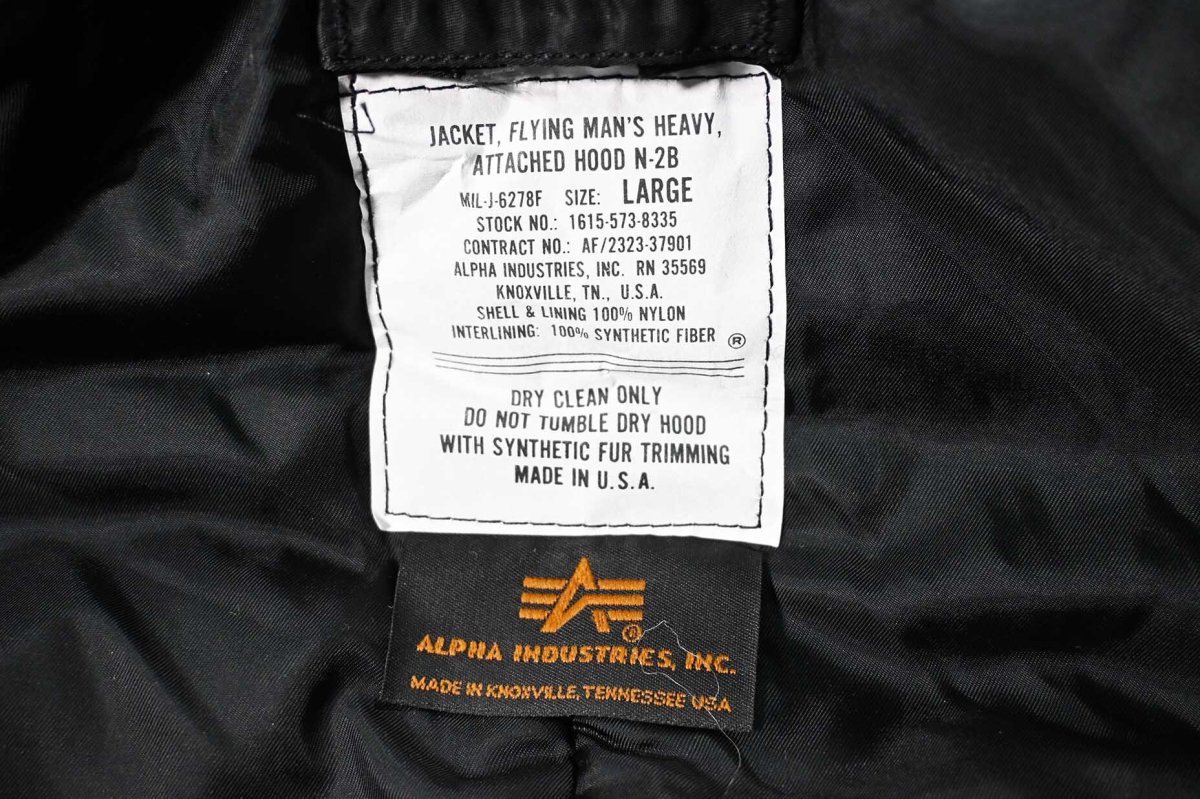 JACKET, FLYING MAN'S HEAVY,
ATTACHED HOOD N-2B
MIL-J-6278F SIZE: LARGE
STOCK NO.: 1615-573-8335
CONTRACT NO.: AF/2323-37901
ALPHA INDUSTRIES, INC. RN 35569
KNOXVILLE, TN., U.S.A.
SHELL & LINING 100% NYLON
INTERLINING: 100% SYNTHETIC FIBER ®
DRY CLEAN ONLY
DO NOT TUMBLE DRY HOOD
WITH SYNTHETIC FUR TRIMMING
MADE IN U.S.A.
®
ALPHA INDUSTRIES, INC.
MADE IN KNOXVILLE, TENNESSEE USA